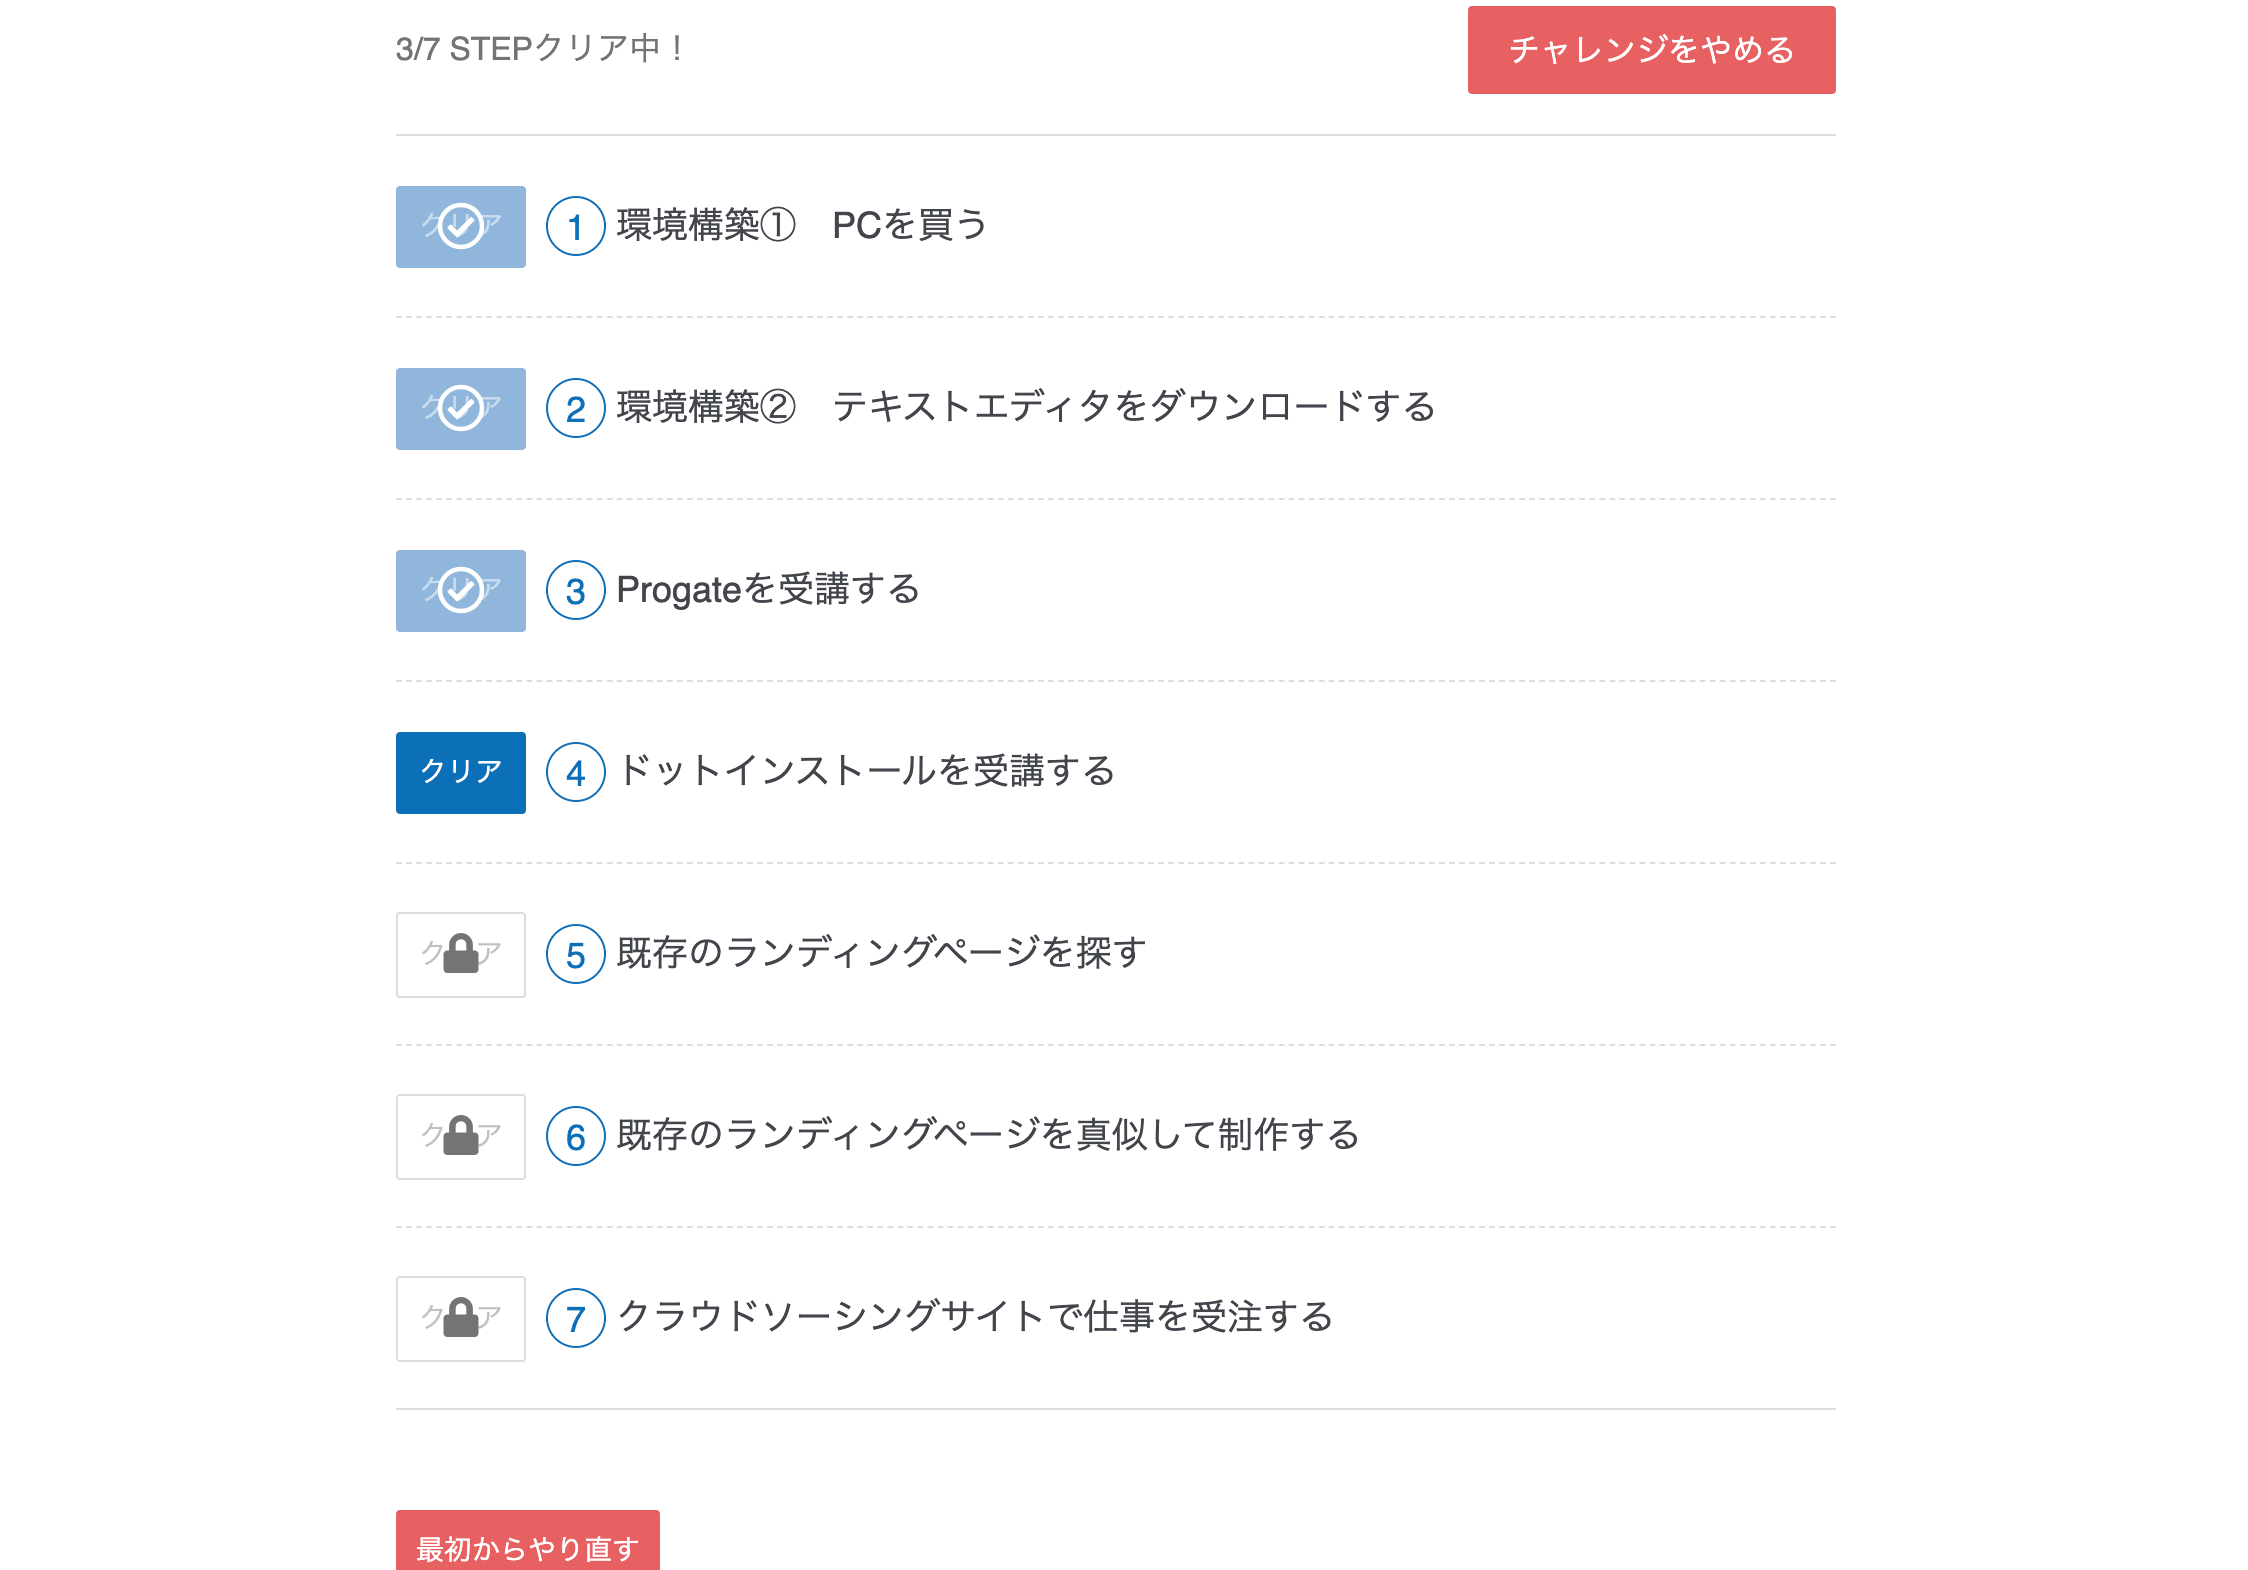 3/7 STEPクリア中！
チャレンジをやめる
クリア
1 環境構築①　PCを買う
クリア
2 環境構築②　テキストエディタをダウンロードする
クリア
3 Progateを受講する
クリア
4 ドットインストールを受講する
クリア
5 既存のランディングページを探す
クリア
6 既存のランディングページを真似して制作する
クリア
7 クラウドソーシングサイトで仕事を受注する
最初からやり直す